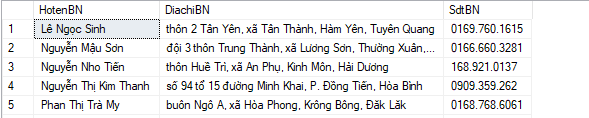 HotenBN DiachiBN SdtBN
1 Lê Ngọc Sinh thôn 2 Tân Yên, xã Tân Thành, Hàm Yên, Tuyên Quang 0169.760.1615
2 Nguyễn Mậu Sơn đội 3 thôn Trung Thành, xã Lương Sơn, Thường Xuân,... 0166.660.3281
3 Nguyễn Nho Tiến thôn Huề Trì, xã An Phụ, Kinh Môn, Hải Dương 168.921.0137
4 Nguyễn Thị Kim Thanh số 94 tổ 15 đường Minh Khai, P. Đồng Tiến, Hòa Bình 0909.359.262
5 Phan Thị Trà My buôn Ngô A, xã Hòa Phong, Krông Bông, Đăk Lăk 0168.768.6061